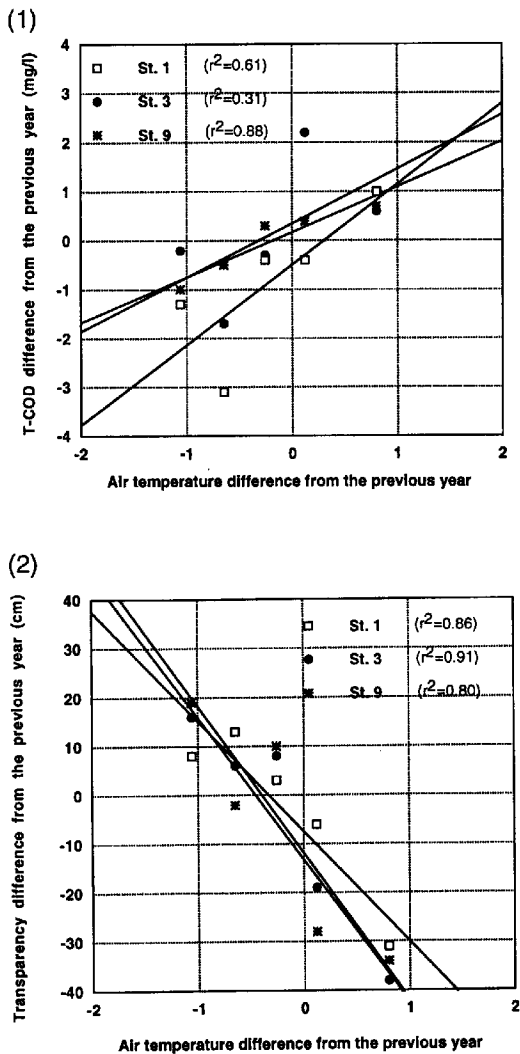 (1)
T-COD difference from the previous year (mg/l)
4
3
2
1
0
-1
-2
-3
-4
St. 1 (r2=0.61)
St. 3 (r2=0.31)
St. 9 (r2=0.88)
-2 -1 0 1 2
Air temperature difference from the previous year
(2)
Transparency difference from the previous year (cm)
40
30
20
10
0
-10
-20
-30
-40
St. 1 (r2=0.86)
St. 3 (r2=0.91)
St. 9 (r2=0.80)
-2 -1 0 1 2
Air temperature difference from the previous year